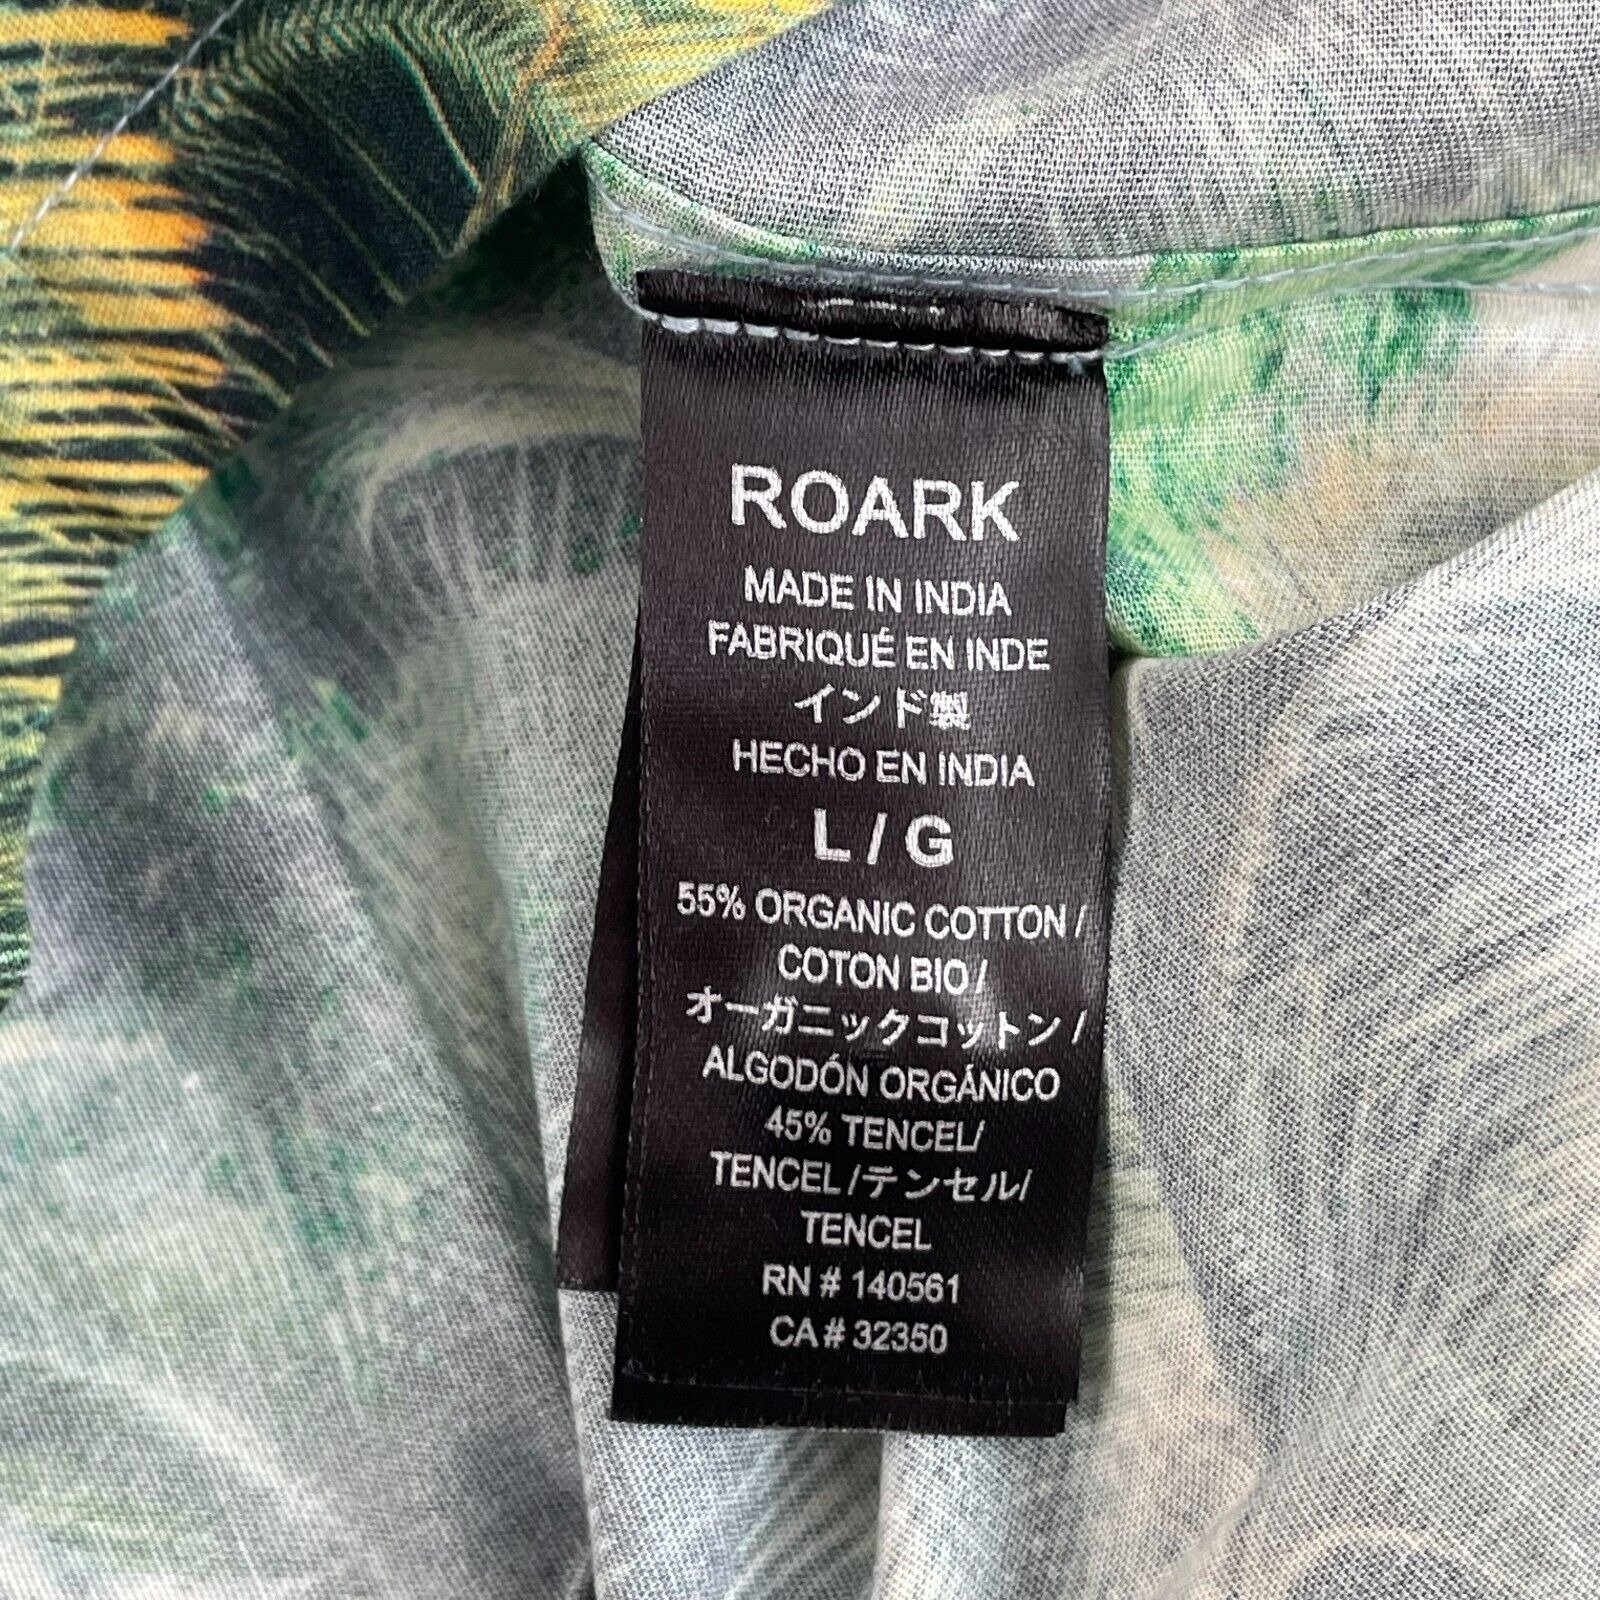 ROARK
MADE IN INDIA
FABRIQUÉ EN INDE
インド製
HECHO EN INDIA
L / G
55% ORGANIC COTTON /
COTON BIO /
オーガニックコットン /
ALGODÓN ORGÁNICO
45% TENCEL/
TENCEL /テンセル/
TENCEL
RN # 140561
CA # 32350